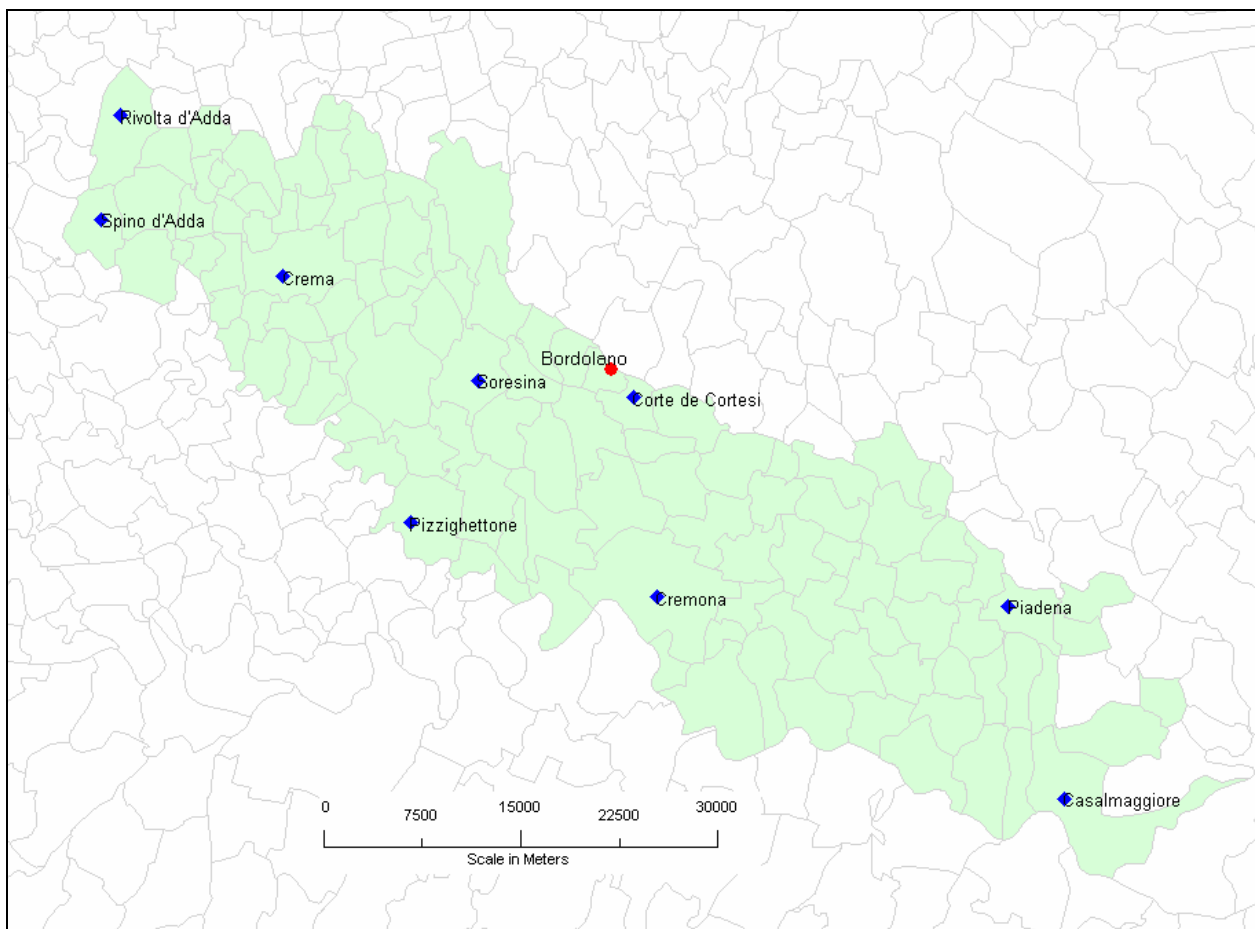 Rivolta d'Adda
Spino d'Adda
Crema
Bordolano
Soresina
Corte de Cortesi
Pizzighettone
Cremona
Piadena
Casalmaggiore
0
7500
15000
22500
30000
Scale in Meters